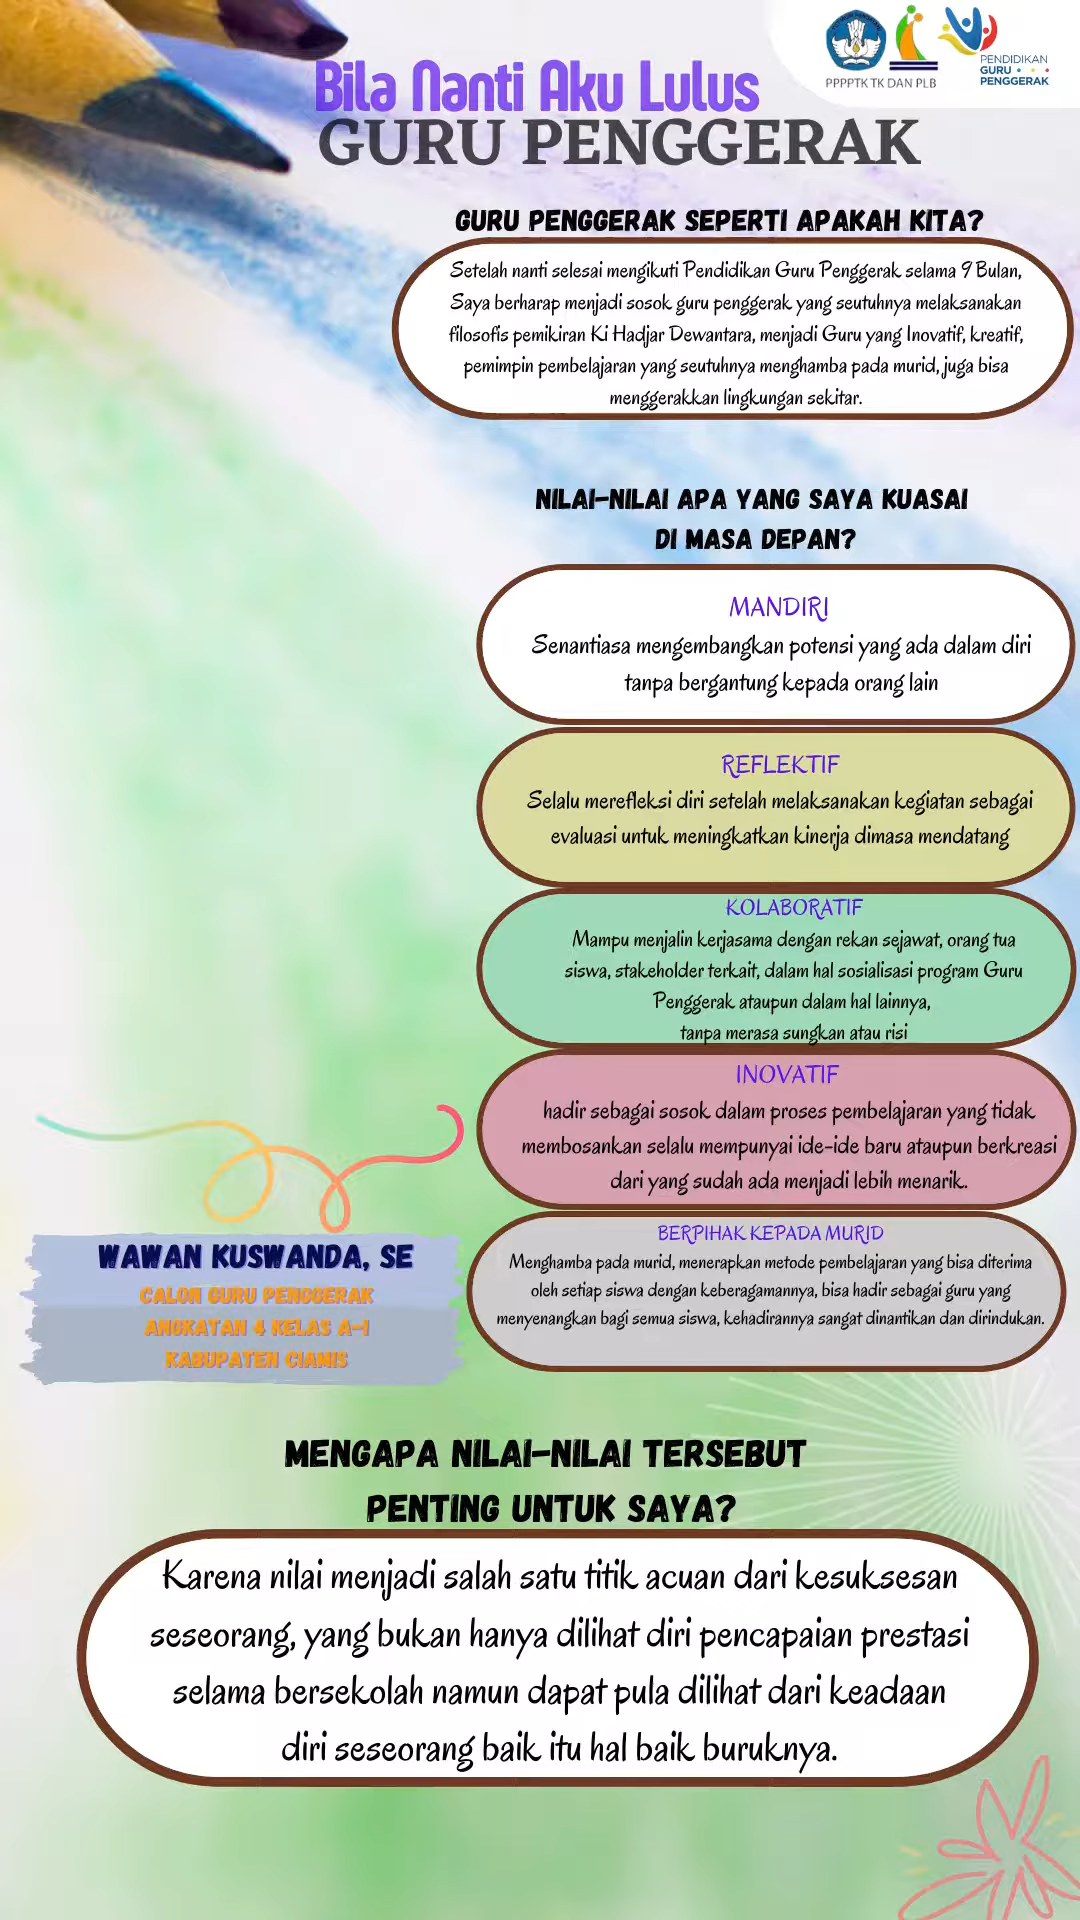 PPPPTK TK DAN PLB
PENDIDIKAN
GURU
PENGGERAK
Bila Nanti Aku Lulus
GURU PENGGERAK
GURU PENGGERAK SEPERTI APAKAH KITA?
Setelah nanti selesai mengikuti Pendidikan Guru Penggerak selama 9 Bulan,
Saya berharap menjadi sosok guru penggerak yang seutuhnya melaksanakan
filosofis pemikiran Ki Hadjar Dewantara, menjadi Guru yang Inovatif, kreatif,
pemimpin pembelajaran yang seutuhnya menghamba pada murid, juga bisa
menggerakkan lingkungan sekitar.
NILAI-NILAI APA YANG SAYA KUASAI
DI MASA DEPAN?
MANDIRI
Senantiasa mengembangkan potensi yang ada dalam diri
tanpa bergantung kepada orang lain
REFLEKTIF
Selalu merefleksi diri setelah melaksanakan kegiatan sebagai
evaluasi untuk meningkatkan kinerja dimasa mendatang
KOLABORATIF
Mampu menjalin kerjasama dengan rekan sejawat, orang tua
siswa, stakeholder terkait, dalam hal sosialisasi program Guru
Penggerak ataupun dalam hal lainnya,
tanpa merasa sungkan atau risi
INOVATIF
hadir sebagai sosok dalam proses pembelajaran yang tidak
membosankan selalu mempunyai ide-ide baru ataupun berkreasi
dari yang sudah ada menjadi lebih menarik.
BERPIHAK KEPADA MURID
Menghamba pada murid, menerapkan metode pembelajaran yang bisa diterima
oleh setiap siswa dengan keberagamannya, bisa hadir sebagai guru yang
menyenangkan bagi semua siswa, kehadirannya sangat dinantikan dan dirindukan.
WAWAN KUSWANDA, SE
CALON GURU PENGGERAK
ANGKATAN 4 KELAS A-1
KABUPATEN CIAMIS
MENGAPA NILAI-NILAI TERSEBUT
PENTING UNTUK SAYA?
Karena nilai menjadi salah satu titik acuan dari kesuksesan
seseorang, yang bukan hanya dilihat diri pencapaian prestasi
selama bersekolah namun dapat pula dilihat dari keadaan
diri seseorang baik itu hal baik buruknya.